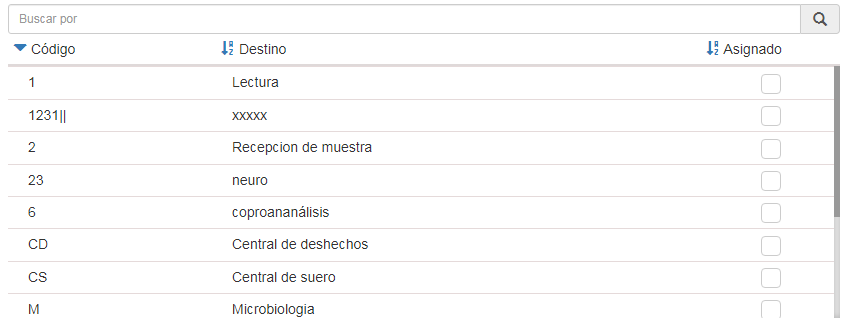 Buscar por
Código Destino Asignado
1 Lectura
1231|| xxxxx
2 Recepcion de muestra
23 neuro
6 coproananálisis
CD Central de deshechos
CS Central de suero
M Microbiologia